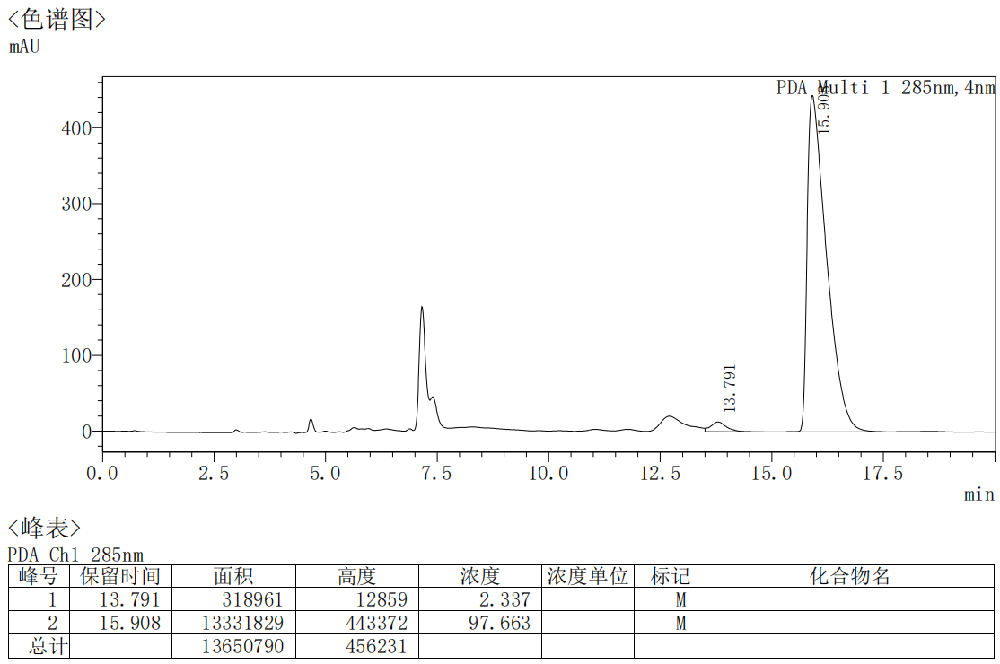 <色谱图>
mAU
PDA Multi 1 285nm,4nm
15.908
400
300
200
100
0
13.791
0.0 2.5 5.0 7.5 10.0 12.5 15.0 17.5
min
<峰表>
PDA Ch1 285nm
峰号 保留时间 面积 高度 浓度 浓度单位 标记 化合物名
1 13.791 318961 12859 2.337 M
2 15.908 13331829 443372 97.663 M
总计 13650790 456231